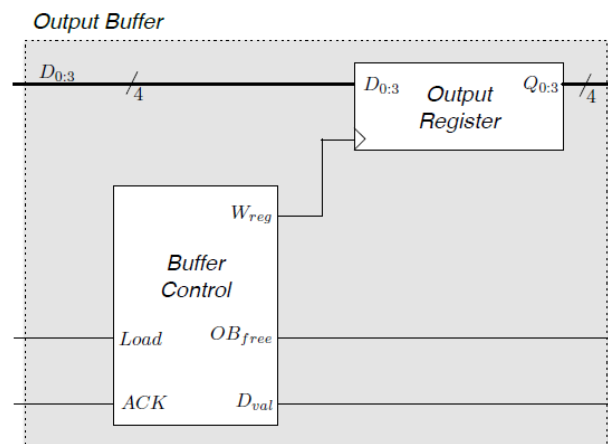 Output Buffer
D0:3
4
D0:3
Q0:3
4
Output
Register
Wreg
Buffer
Control
Load
OBfree
ACK
Dval